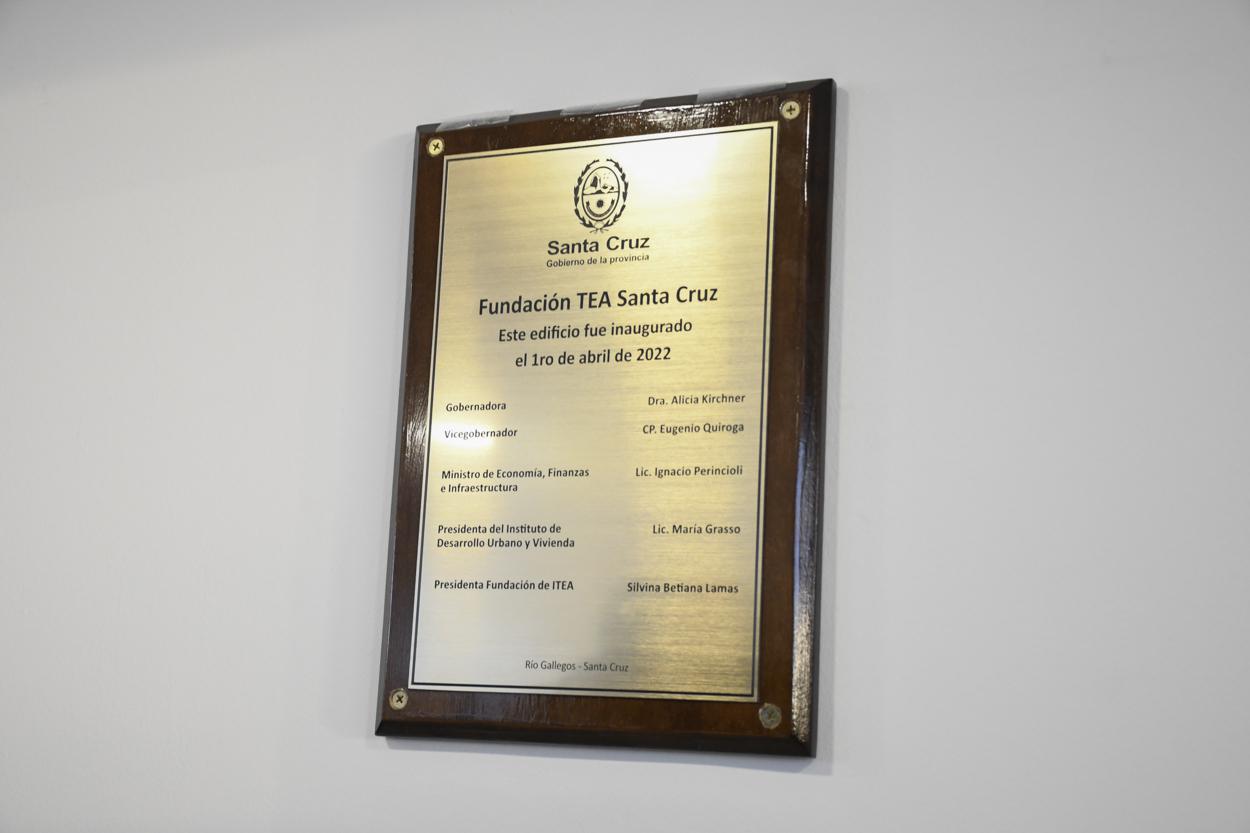 Santa Cruz
Gobierno de la provincia
Fundación TEA Santa Cruz
Este edificio fue inaugurado
el 1ro de abril de 2022
Gobernadora Dra. Alicia Kirchner
Vicegobernador CP. Eugenio Quiroga
Ministro de Economía, Finanzas Lic. Ignacio Perincioli
e Infraestructura
Presidenta del Instituto de Lic. María Grasso
Desarrollo Urbano y Vivienda
Presidenta Fundación de ITEA Silvina Betiana Lamas
Río Gallegos - Santa Cruz